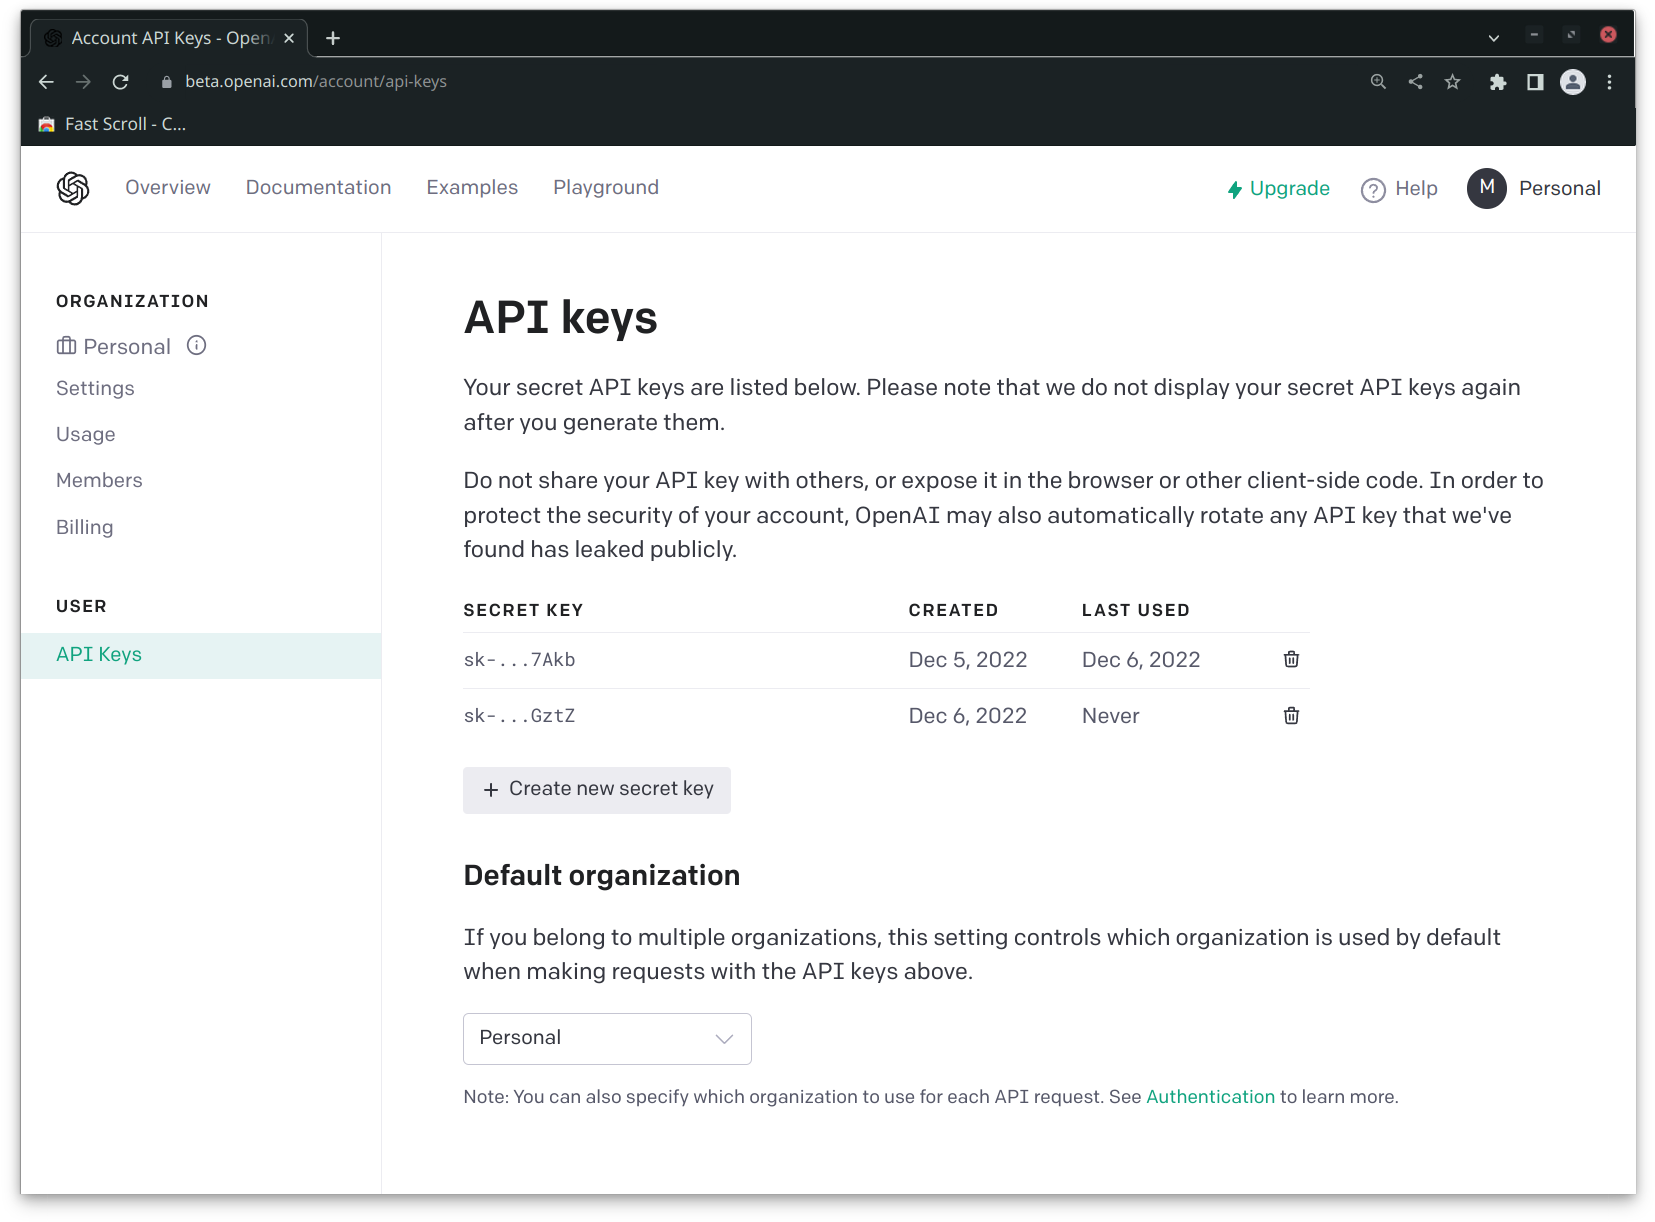 Account API Keys - Open
beta.openai.com/account/api-keys
Fast Scroll - C...
Overview Documentation Examples Playground Upgrade Help M Personal
ORGANIZATION
Personal
Settings
Usage
Members
Billing
USER
API Keys
API keys
Your secret API keys are listed below. Please note that we do not display your secret API keys again
after you generate them.
Do not share your API key with others, or expose it in the browser or other client-side code. In order to
protect the security of your account, OpenAI may also automatically rotate any API key that we've
found has leaked publicly.
SECRET KEY CREATED LAST USED
sk-...7Akb Dec 5, 2022 Dec 6, 2022
sk-...GztZ Dec 6, 2022 Never
+ Create new secret key
Default organization
If you belong to multiple organizations, this setting controls which organization is used by default
when making requests with the API keys above.
Personal
Note: You can also specify which organization to use for each API request. See Authentication to learn more.